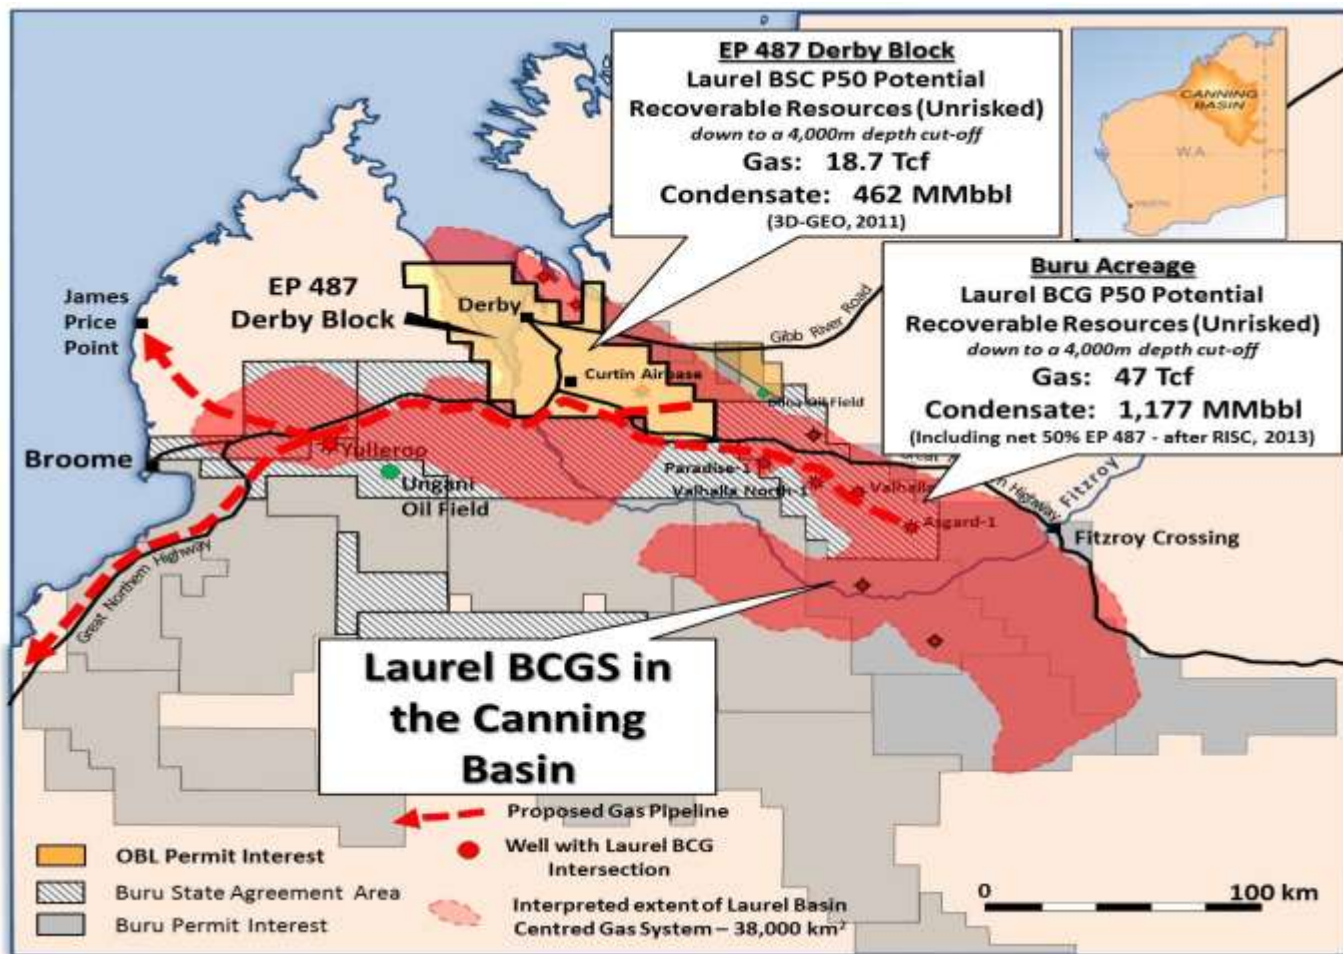 EP 487 Derby Block
Laurel BSC P50 Potential
Recoverable Resources (Unrisked)
down to a 4,000m depth cut-off
Gas: 18.7 Tcf
Condensate: 462 MMbbl
(3D-GEO, 2011)
CANNING
BASIN
W.A.
Buru Acreage
Laurel BCG P50 Potential
Recoverable Resources (Unrisked)
down to a 4,000m depth cut-off
Gas: 47 Tcf
Condensate: 1,177 MMbbl
(Including net 50% EP 487 - after RISC, 2013)
James
Price
Point
EP 487
Derby Block
Derby
Gibb River Road
Curtin Airbase
Oil Field
Broome
Yulleroo
Ungani
Oil Field
Paradise-1
Valhalla North-1
Valhalla
Asgard-1
Great
Highway
Fitzroy
Fitzroy Crossing
Great Northern Highway
Laurel BCGS in
the Canning
Basin
Proposed Gas Pipeline
Well with Laurel BCG
Intersection
Interpreted extent of Laurel Basin
Centred Gas System – 38,000 km²
OBL Permit Interest
Buru State Agreement Area
Buru Permit Interest
0 100 km